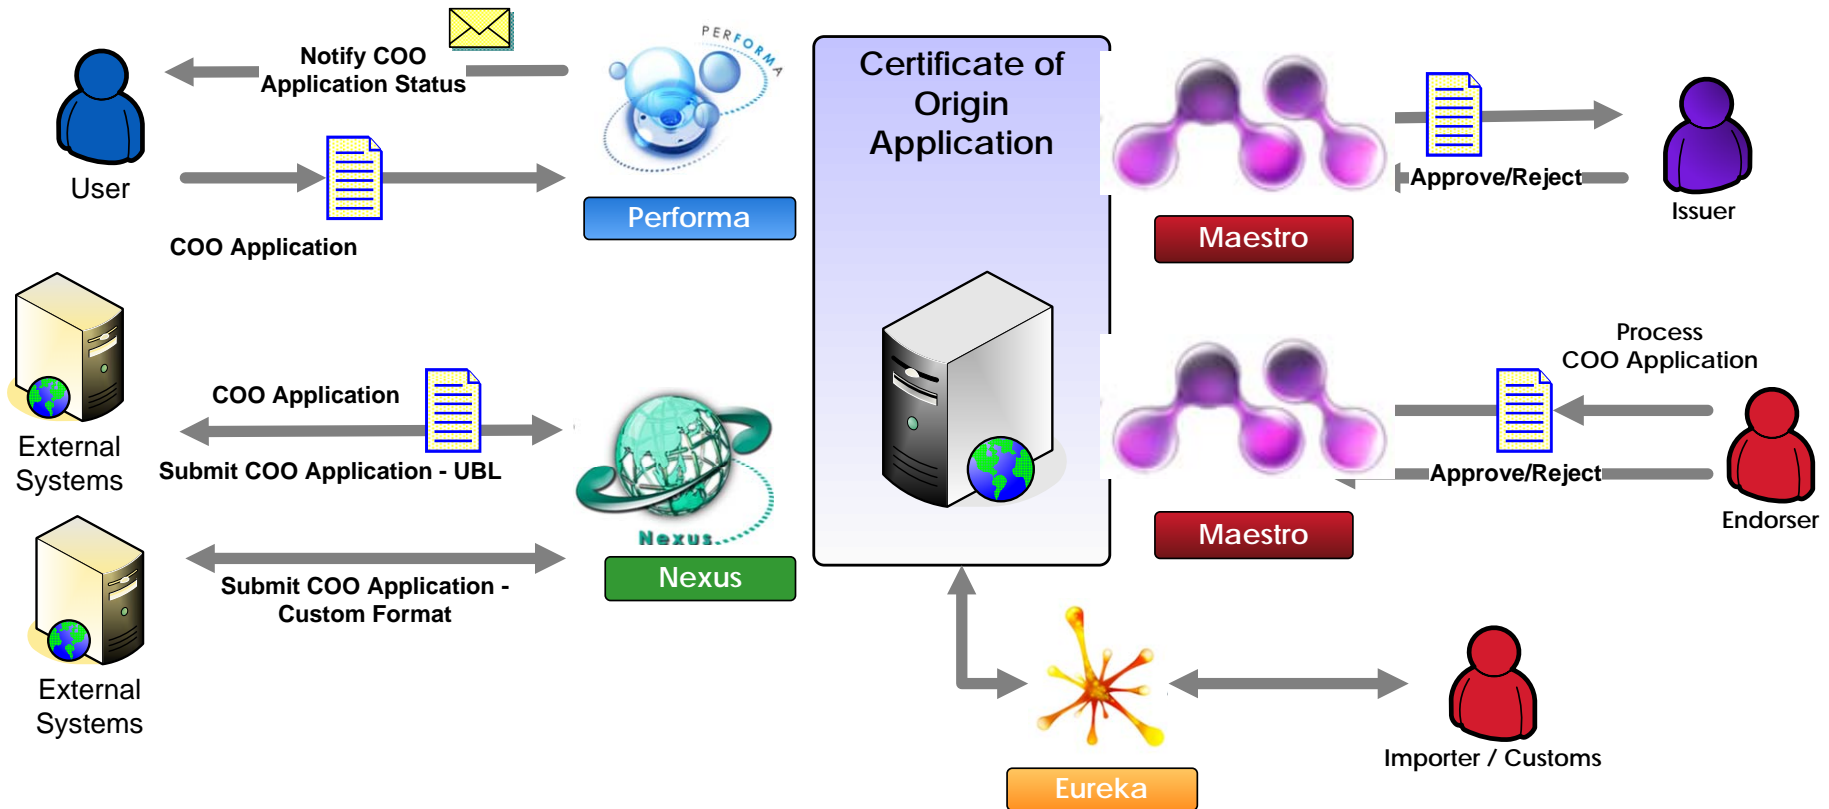 Notify COO
Application Status
User
COO Application
PERFORMA
Performa
Certificate of
Origin
Application
Maestro
Approve/Reject
Issuer
External
Systems
COO Application
Submit COO Application - UBL
Nexus
Nexus
Maestro
Process
COO Application
Approve/Reject
Endorser
External
Systems
Submit COO Application -
Custom Format
Eureka
Importer / Customs